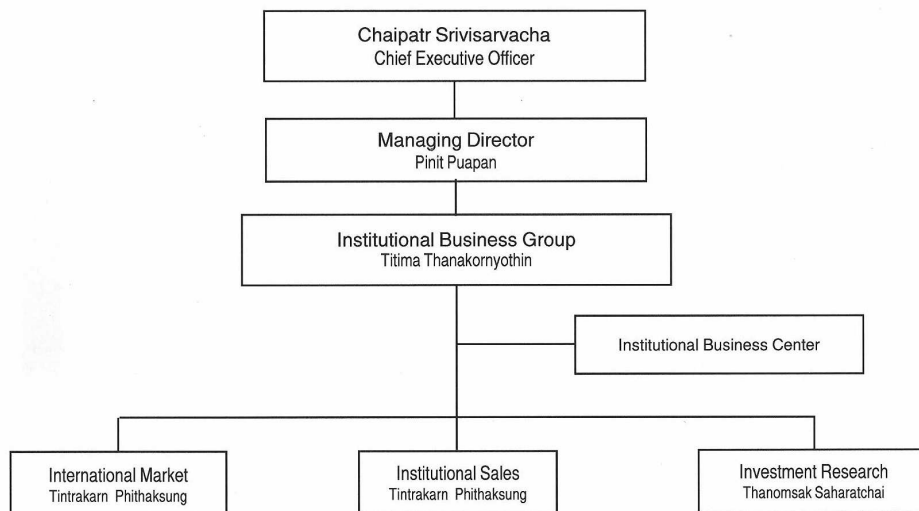 Chaipatr Srivisarvacha
Chief Executive Officer
Managing Director
Pinit Puapan
Institutional Business Group
Titima Thanakornyothin
Institutional Business Center
International Market
Tintrakarn Phithaksung
Institutional Sales
Tintrakarn Phithaksung
Investment Research
Thanomsak Saharatchai